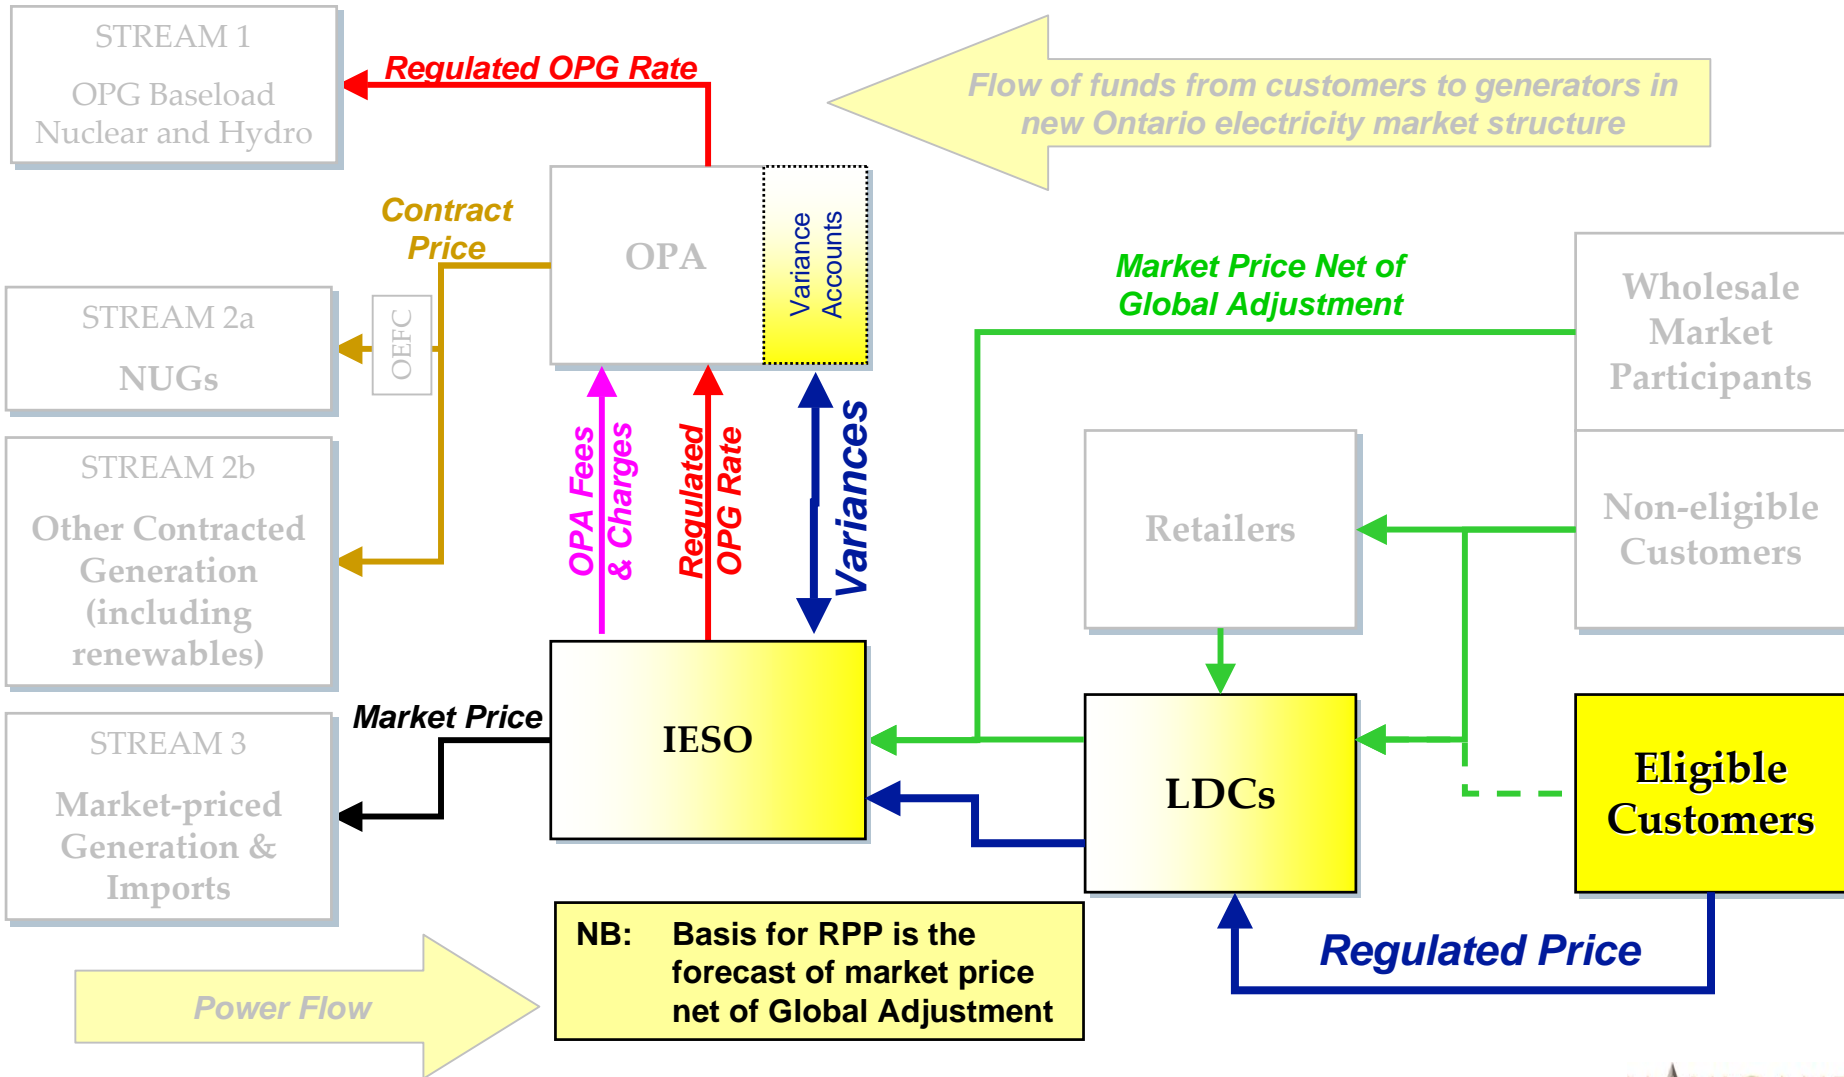 STREAM 1
OPG Baseload
Nuclear and Hydro
Regulated OPG Rate
Flow of funds from customers to generators in
new Ontario electricity market structure
Contract
Price
OPA
Variance
Accounts
Market Price Net of
Global Adjustment
Wholesale
Market
Participants
STREAM 2a
NUGs
OEFC
OPA Fees
& Charges
Regulated
OPG Rate
Variances
STREAM 2b
Other Contracted
Generation
(including
renewables)
Retailers
Non-eligible
Customers
Market Price
IESO
LDCs
Eligible
Customers
STREAM 3
Market-priced
Generation &
Imports
NB: Basis for RPP is the
forecast of market price
net of Global Adjustment
Regulated Price
Power Flow